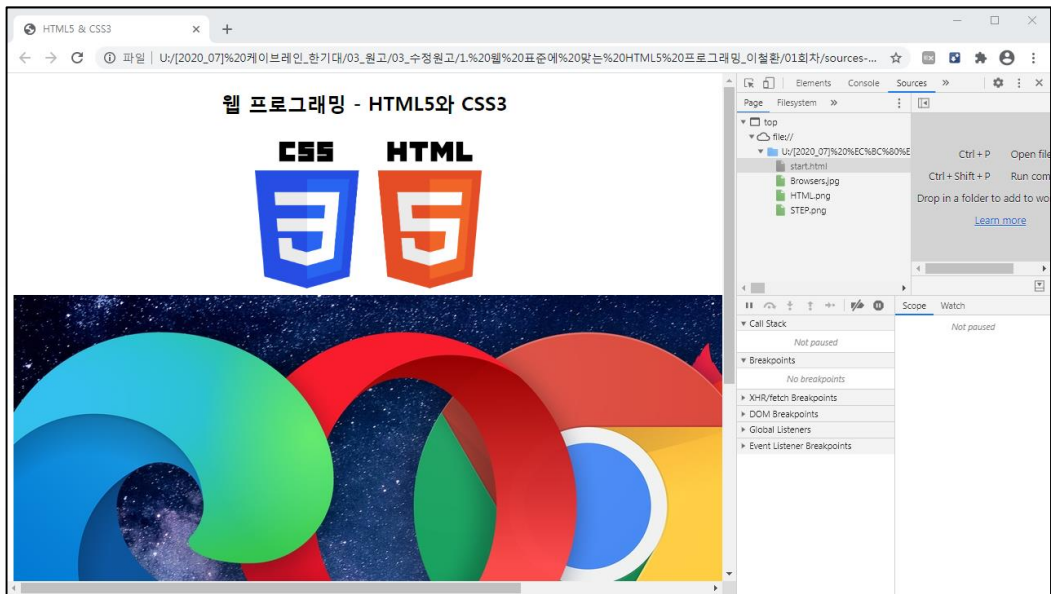 HTML5 & CSS3
파일 | U:/[2020_07]%20케이브레인_한기대/03_원고/03_수정원고/1.%20웹%20표준에%20맞는%20HTML5%20프로그래밍_이철환/01회차/sources-...
웹 프로그래밍 - HTML5와 CSS3
CSS HTML
3 5
Elements Console Sources »
Page Filesystem »
top
file://
U:/[2020_07]%20%EC%BC%80%E
start.html
Browsers.jpg
HTML.png
STEP.png
Ctrl + P Open file
Ctrl + Shift + P Run com
Drop in a folder to add to wo
Learn more
Scope Watch
Call Stack
Not paused
Not paused
Breakpoints
No breakpoints
XHR/fetch Breakpoints
DOM Breakpoints
Global Listeners
Event Listener Breakpoints